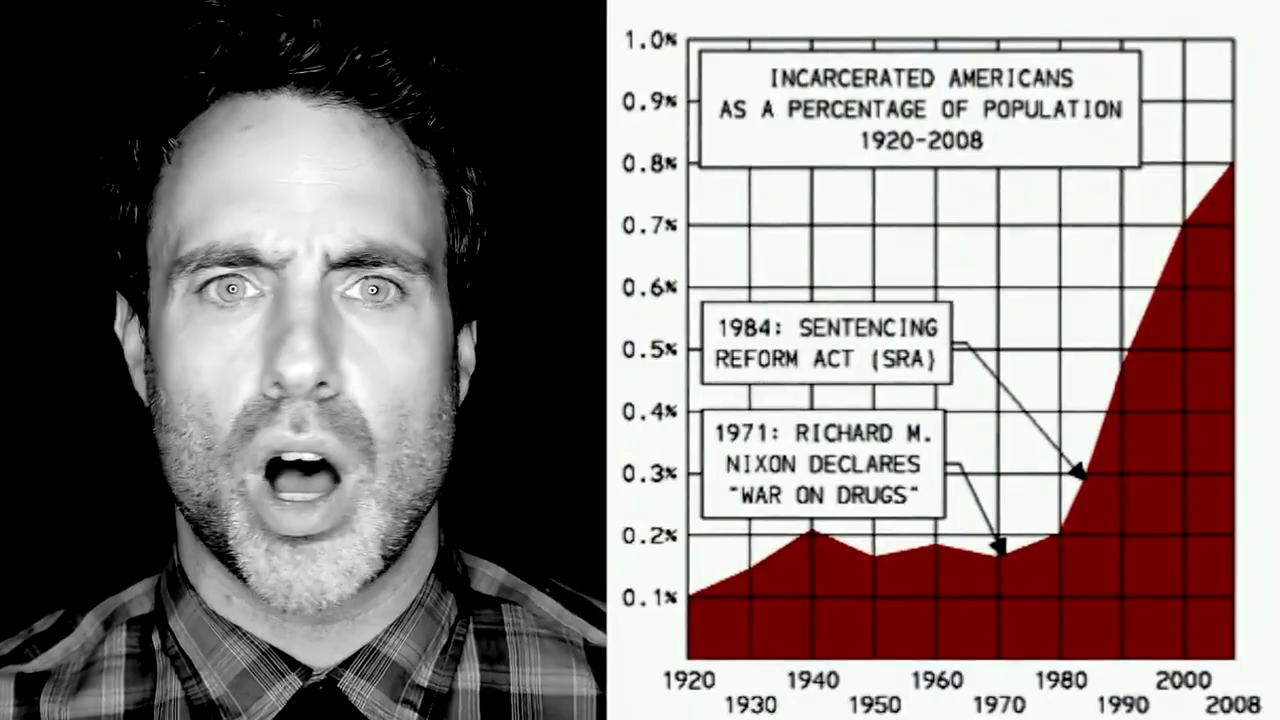 INCARCERATED AMERICANS
AS A PERCENTAGE OF POPULATION
1920-2008
1.0%
0.9%
0.8%
0.7%
0.6%
0.5%
0.4%
0.3%
0.2%
0.1%
1984: SENTENCING
REFORM ACT (SRA)
1971: RICHARD M.
NIXON DECLARES
"WAR ON DRUGS"
1920 1940 1960 1980 2000
1930 1950 1970 1990 2008